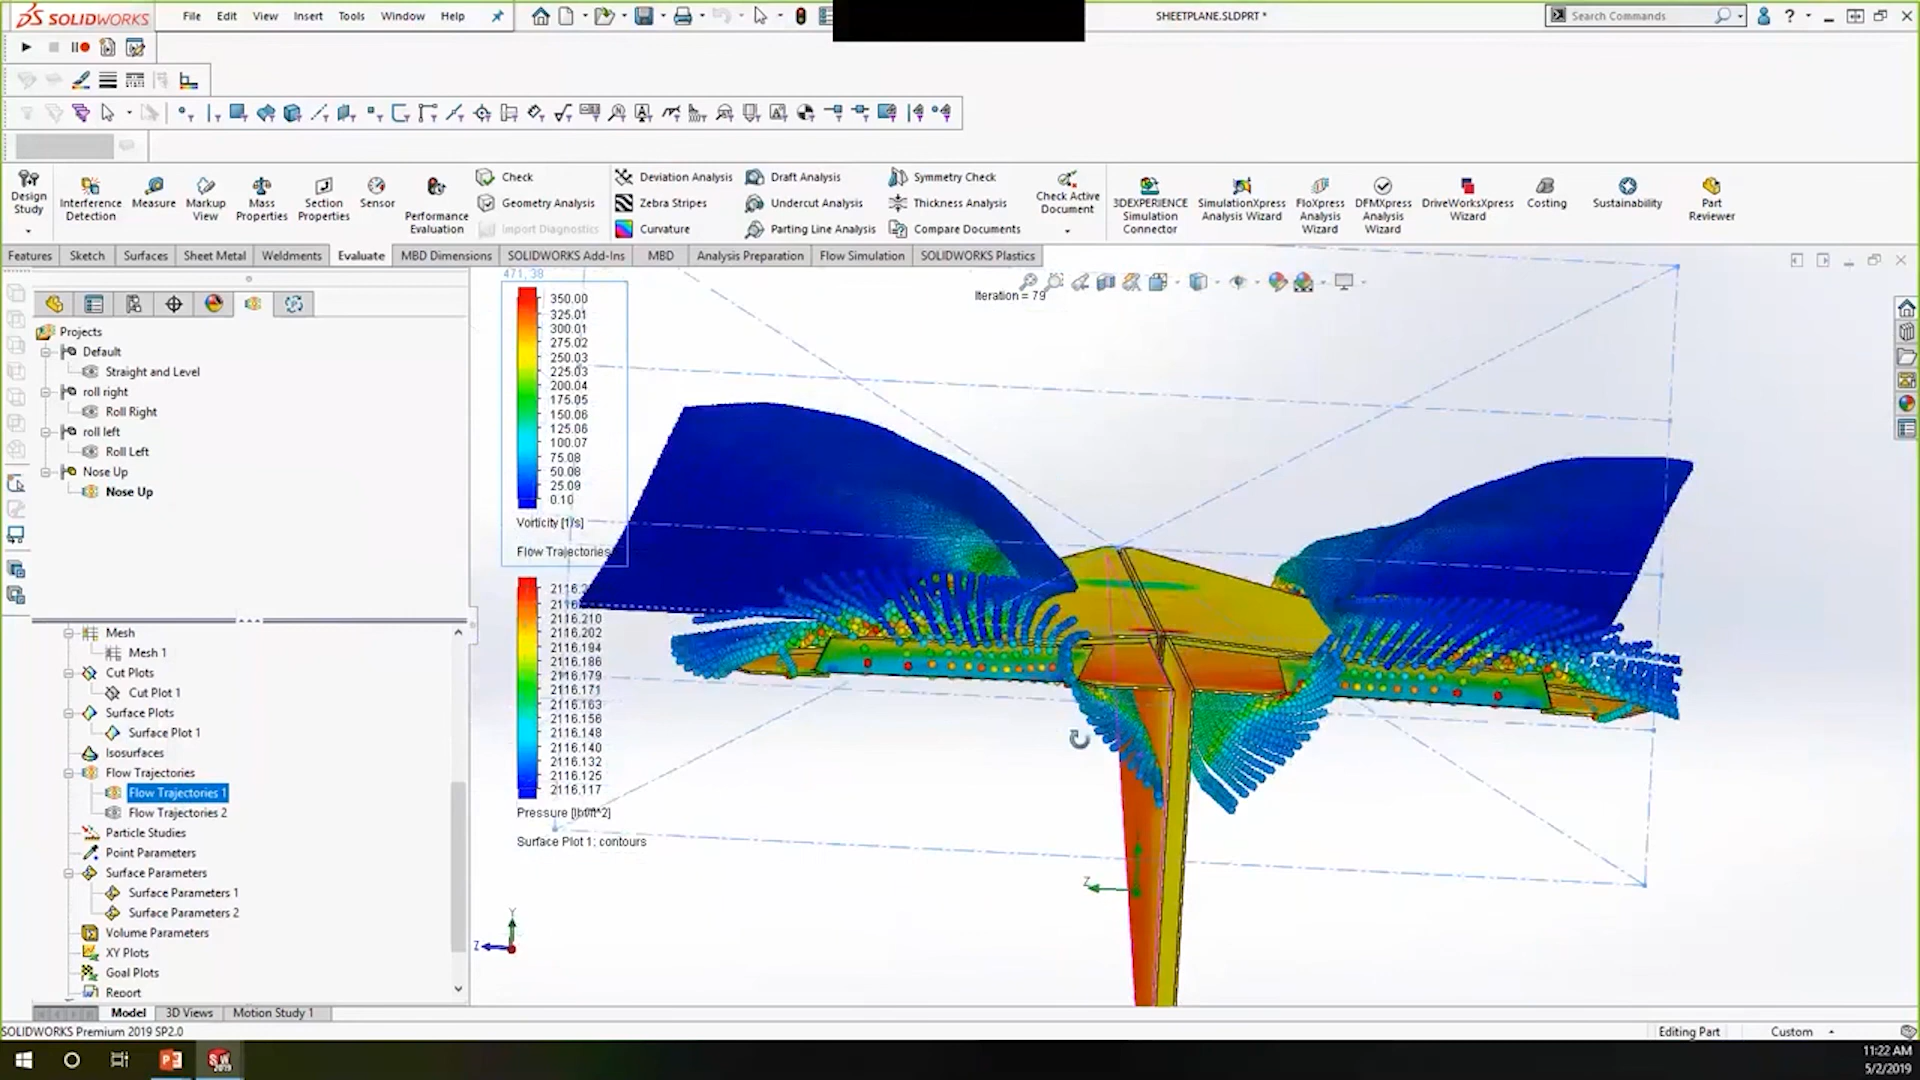 SOLIDWORKS
File Edit View Insert Tools Window Help
SHEETPLANE.SLDPRT *
Search Commands
?
Design Study
Interference Detection
Measure
Markup View
Mass Properties
Section Properties
Sensor
Performance Evaluation
Check
Geometry Analysis
Import Diagnostics
Deviation Analysis
Zebra Stripes
Curvature
Draft Analysis
Undercut Analysis
Parting Line Analysis
Symmetry Check
Thickness Analysis
Compare Documents
Check Active Document
3DEXPERIENCE Simulation Connector
SimulationXpress Analysis Wizard
FloXpress Analysis Wizard
DFMXpress Analysis Wizard
DriveWorksXpress Wizard
Costing
Sustainability
Part Reviewer
Features Sketch Surfaces Sheet Metal Weldments Evaluate MBD Dimensions SOLIDWORKS Add-Ins MBD Analysis Preparation Flow Simulation SOLIDWORKS Plastics
Projects
Default
Straight and Level
roll right
Roll Right
roll left
Roll Left
Nose Up
Nose Up
Mesh
Mesh 1
Cut Plots
Cut Plot 1
Surface Plots
Surface Plot 1
Isosurfaces
Flow Trajectories
Flow Trajectories 1
Flow Trajectories 2
Particle Studies
Point Parameters
Surface Parameters
Surface Parameters 1
Surface Parameters 2
Volume Parameters
XY Plots
Goal Plots
Report
471, 38
Iteration = 79
350.00
325.01
300.01
275.02
250.03
225.03
200.04
175.05
150.06
125.06
100.07
75.08
50.08
25.09
0.10
Vorticity [1/s]
Flow Trajectories
2116.210
2116.202
2116.194
2116.186
2116.179
2116.171
2116.163
2116.156
2116.148
2116.140
2116.132
2116.125
2116.117
Pressure [lbf/ft^2]
Surface Plot 1: contours
Z
Y
Z
Model 3D Views Motion Study 1
SOLIDWORKS Premium 2019 SP2.0
Editing Part
Custom
11:22 AM
5/2/2019